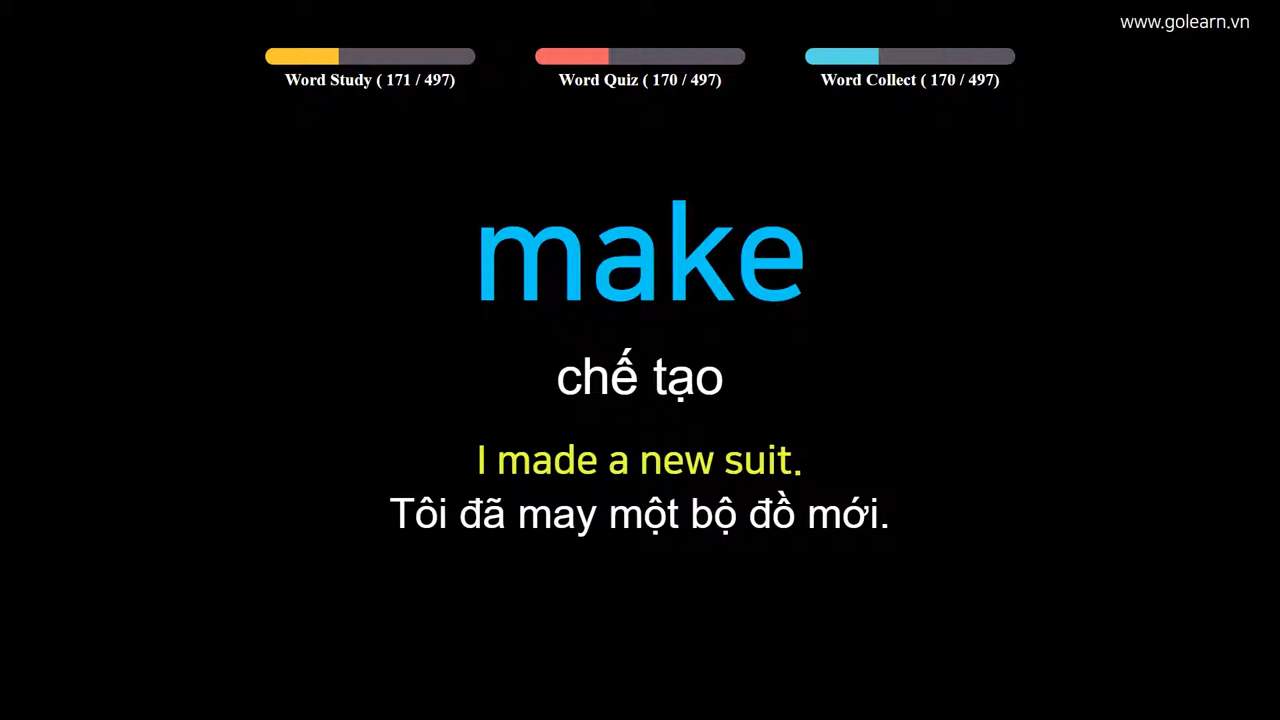 www.golearn.vn
Word Study ( 171 / 497)
Word Quiz ( 170 / 497)
Word Collect ( 170 / 497)
make
chế tạo
I made a new suit.
Tôi đã may một bộ đồ mới.